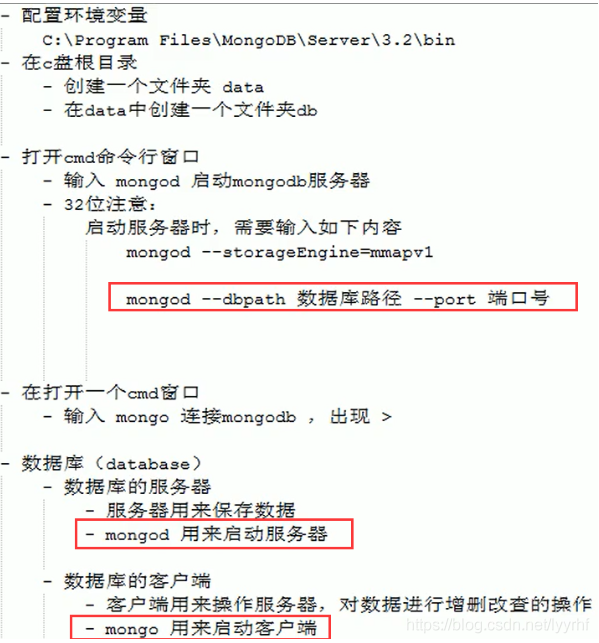 - 配置环境变量
C:\Program Files\MongoDB\Server\3.2\bin
- 在c盘根目录
- 创建一个文件夹 data
- 在data中创建一个文件夹db
- 打开cmd命令行窗口
- 输入 mongod 启动mongodb服务器
- 32位注意：
启动服务器时，需要输入如下内容
mongod --storageEngine=mmapv1
mongod --dbpath 数据库路径 --port 端口号
- 在打开一个cmd窗口
- 输入 mongo 连接mongodb ，出现 >
- 数据库（database）
- 数据库的服务器
- 服务器用来保存数据
- mongod 用来启动服务器
- 数据库的客户端
- 客户端用来操作服务器，对数据进行增删改查的操作
- mongo 用来启动客户端
https://blog.csdn.net/lyymf